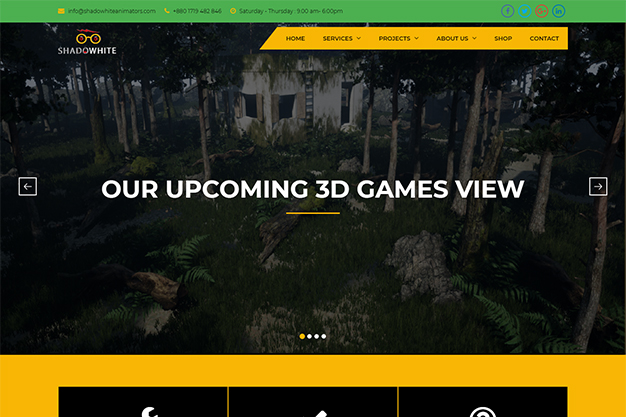 info@shadowhiteenimators.com +880 1719 482 846 Saturday - Thursday : 9.00 am- 6:00pm
SHADOWHITE
HOME SERVICES PROJECTS ABOUT US SHOP CONTACT
OUR UPCOMING 3D GAMES VIEW